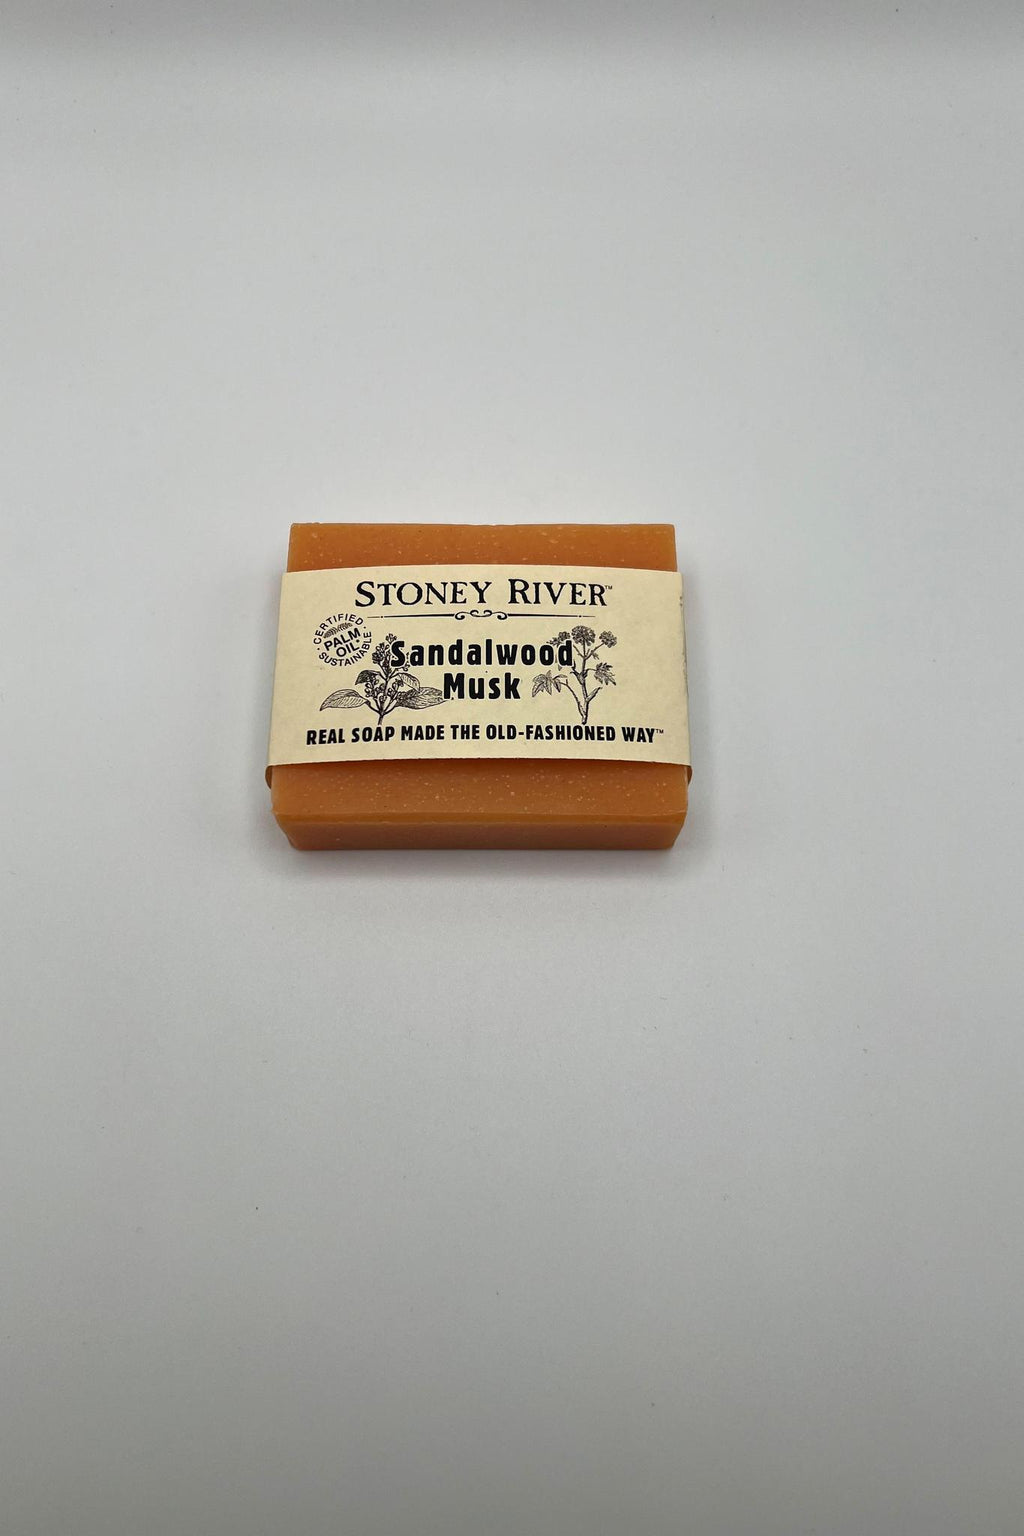 STONEY RIVER™
CERTIFIED
PALM
OIL
SUSTAINABLE
Sandalwood
Musk
REAL SOAP MADE THE OLD-FASHIONED WAY™